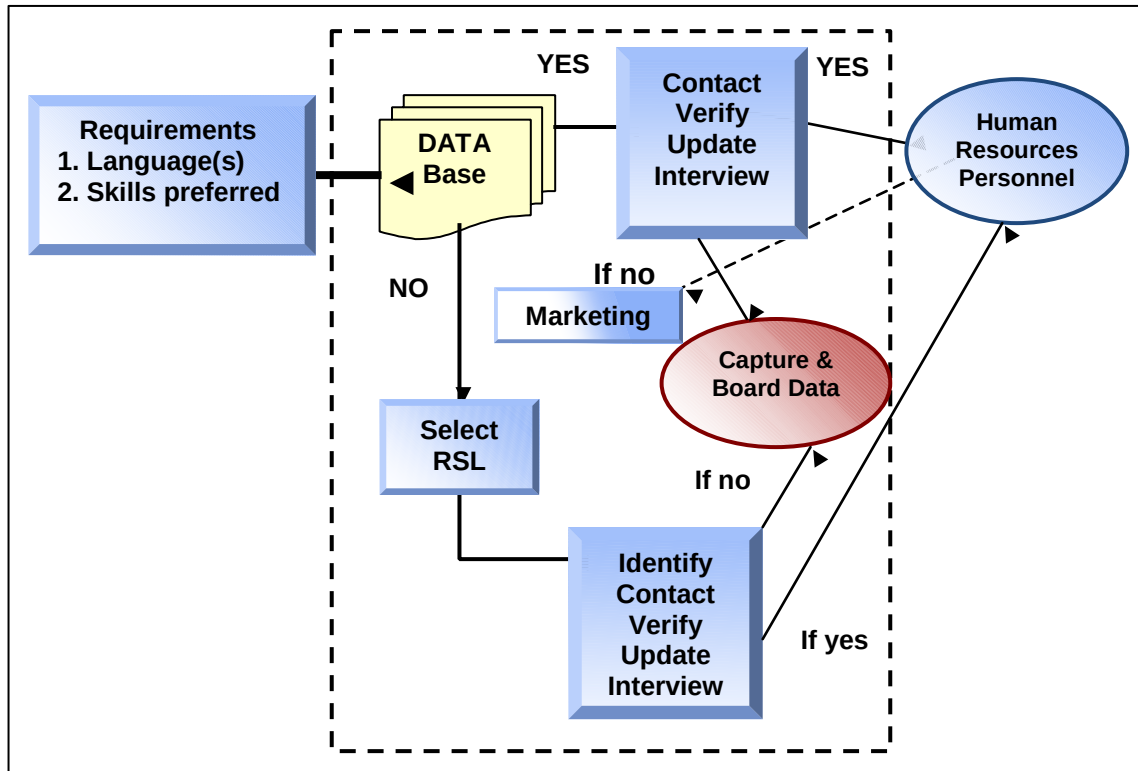 Requirements
1. Language(s)
2. Skills preferred
DATA
Base
YES
Contact
Verify
Update
Interview
YES
Human
Resources
Personnel
NO
If no
Marketing
Capture &
Board Data
Select
RSL
If no
Identify
Contact
Verify
Update
Interview
If yes